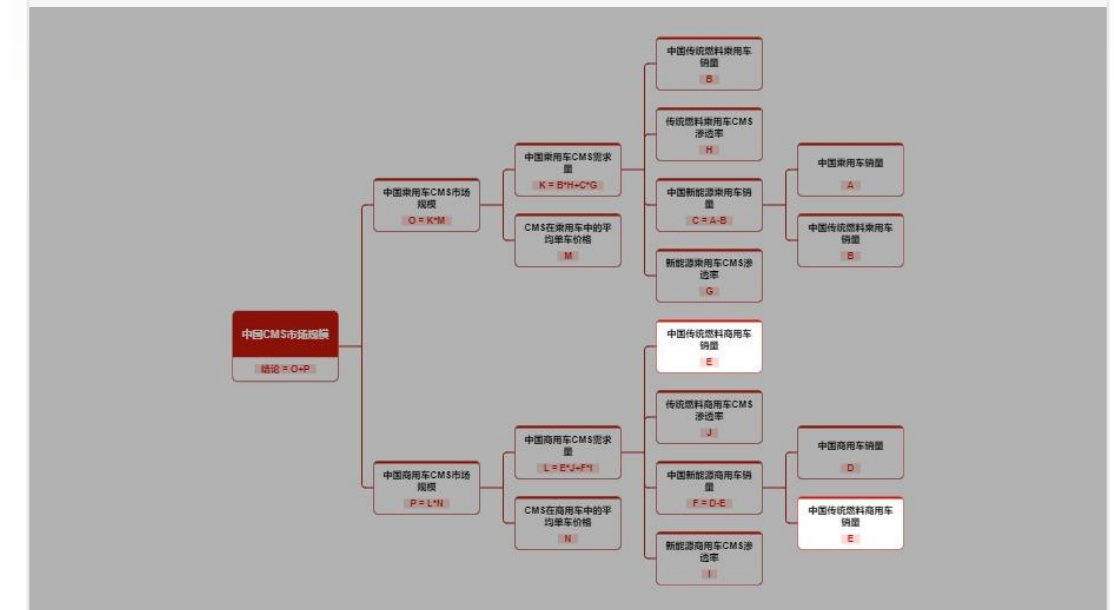 中国传统燃料乘用车
销量
B
传统燃料乘用车CMS
渗透率
H
中国乘用车CMS需求
量
K = B*H+C*G
中国乘用车销量
A
中国乘用车CMS市场
规模
O = K*M
中国新能源乘用车销
量
C = A-B
CMS在乘用车中的平
均单车价格
M
中国传统燃料乘用车
销量
B
新能源乘用车CMS渗
透率
G
中国CMS市场规模
结论 = O+P
中国传统燃料商用车
销量
E
传统燃料商用车CMS
渗透率
J
中国商用车CMS需求
量
L = E*J+F*I
中国商用车销量
D
中国商用车CMS市场
规模
P = L*N
中国新能源商用车销
量
F = D-E
CMS在商用车中的平
均单车价格
N
中国传统燃料商用车
销量
E
新能源商用车CMS渗
透率
I